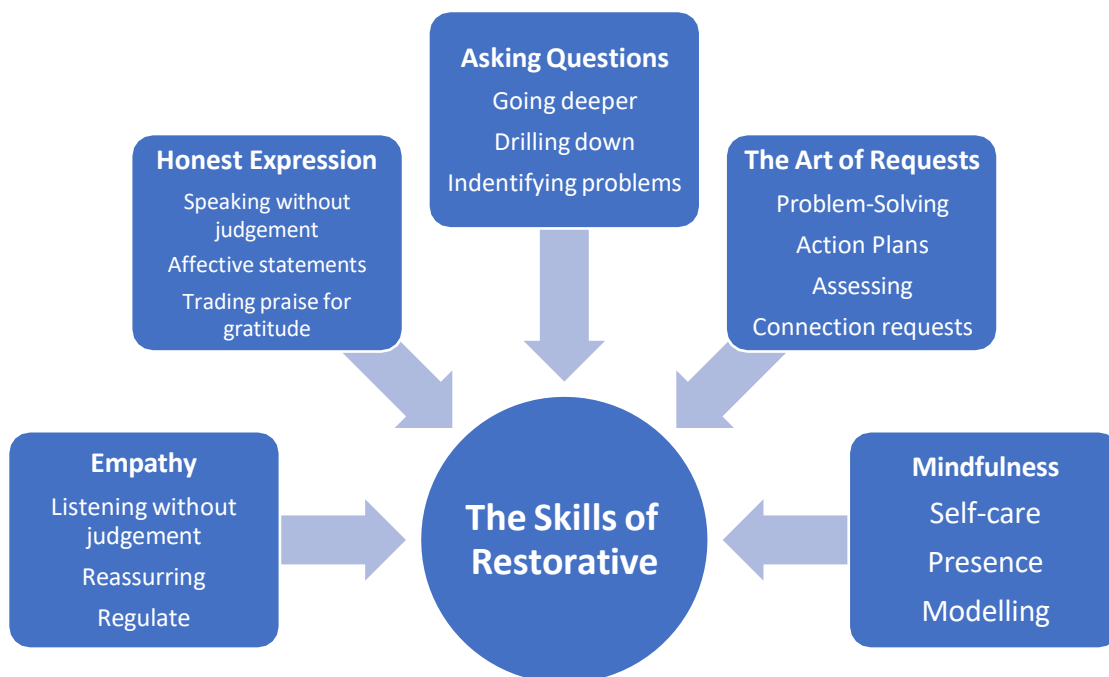 Asking Questions
Going deeper
Drilling down
Indentifying problems
Honest Expression
Speaking without
judgement
Affective statements
Trading praise for
gratitude
The Art of Requests
Problem-Solving
Action Plans
Assessing
Connection requests
Empathy
Listening without
judgement
Reassurring
Regulate
The Skills of
Restorative
Mindfulness
Self-care
Presence
Modelling